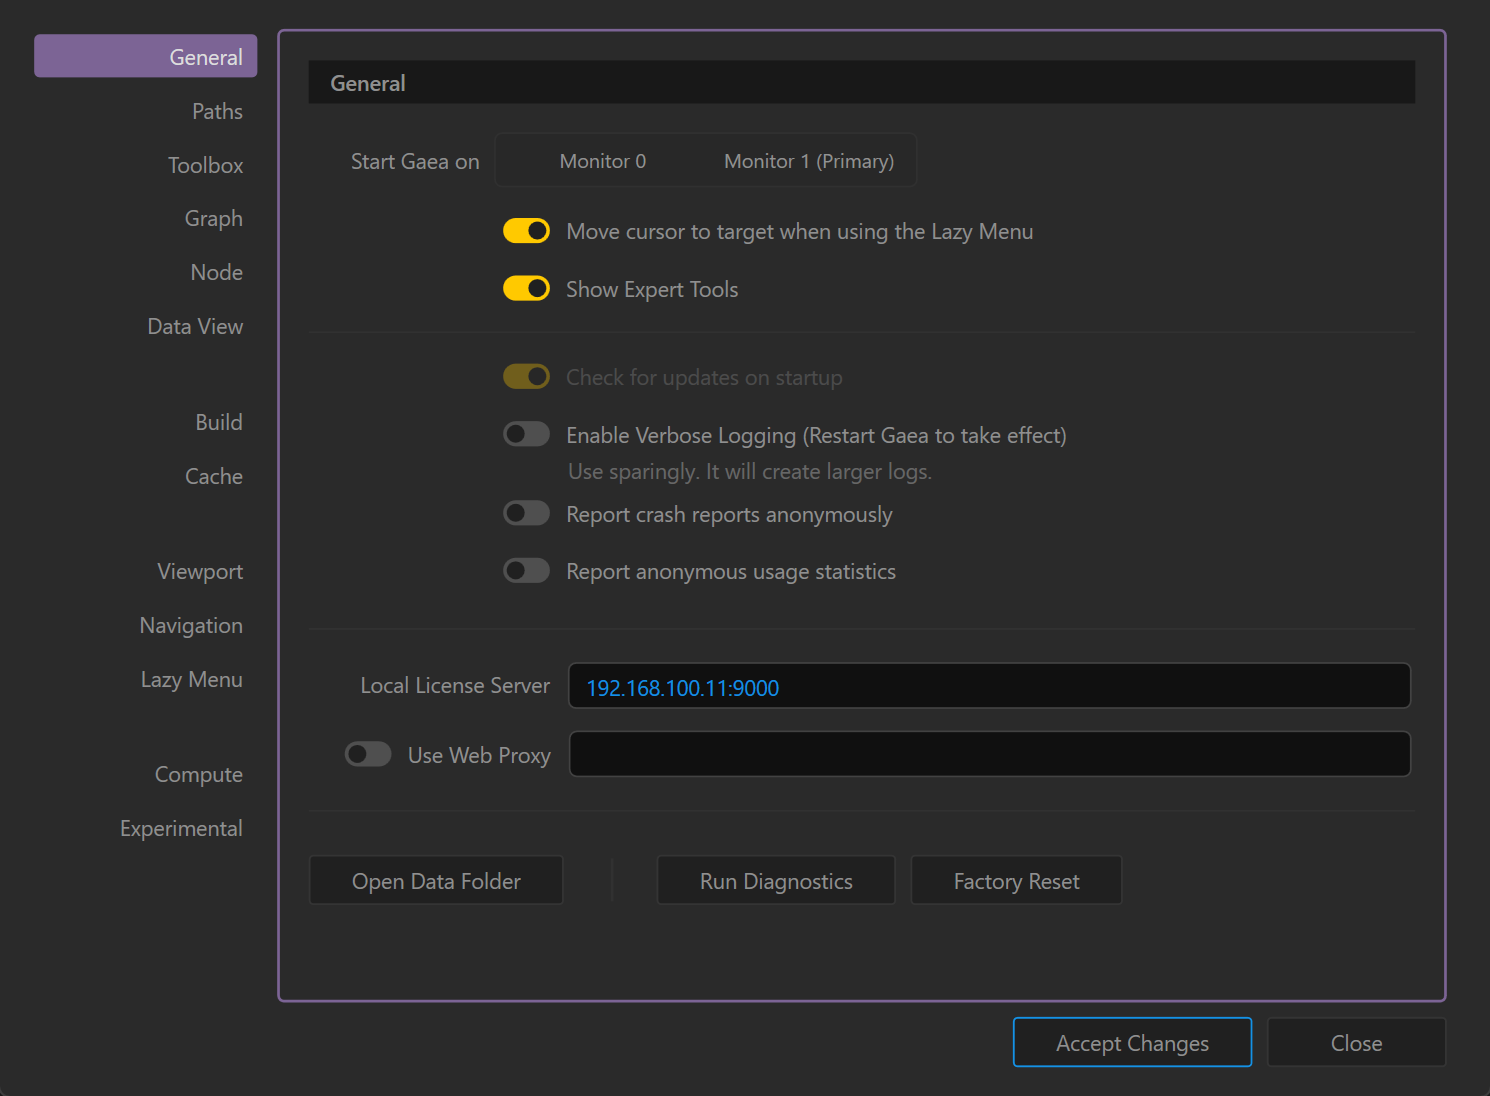 General
Paths
Toolbox
Graph
Node
Data View
Build
Cache
Viewport
Navigation
Lazy Menu
Compute
Experimental
General
Start Gaea on Monitor 0 Monitor 1 (Primary)
Move cursor to target when using the Lazy Menu
Show Expert Tools
Check for updates on startup
Enable Verbose Logging (Restart Gaea to take effect)
Use sparingly. It will create larger logs.
Report crash reports anonymously
Report anonymous usage statistics
Local License Server 192.168.100.11:9000
Use Web Proxy
Open Data Folder Run Diagnostics Factory Reset
Accept Changes Close